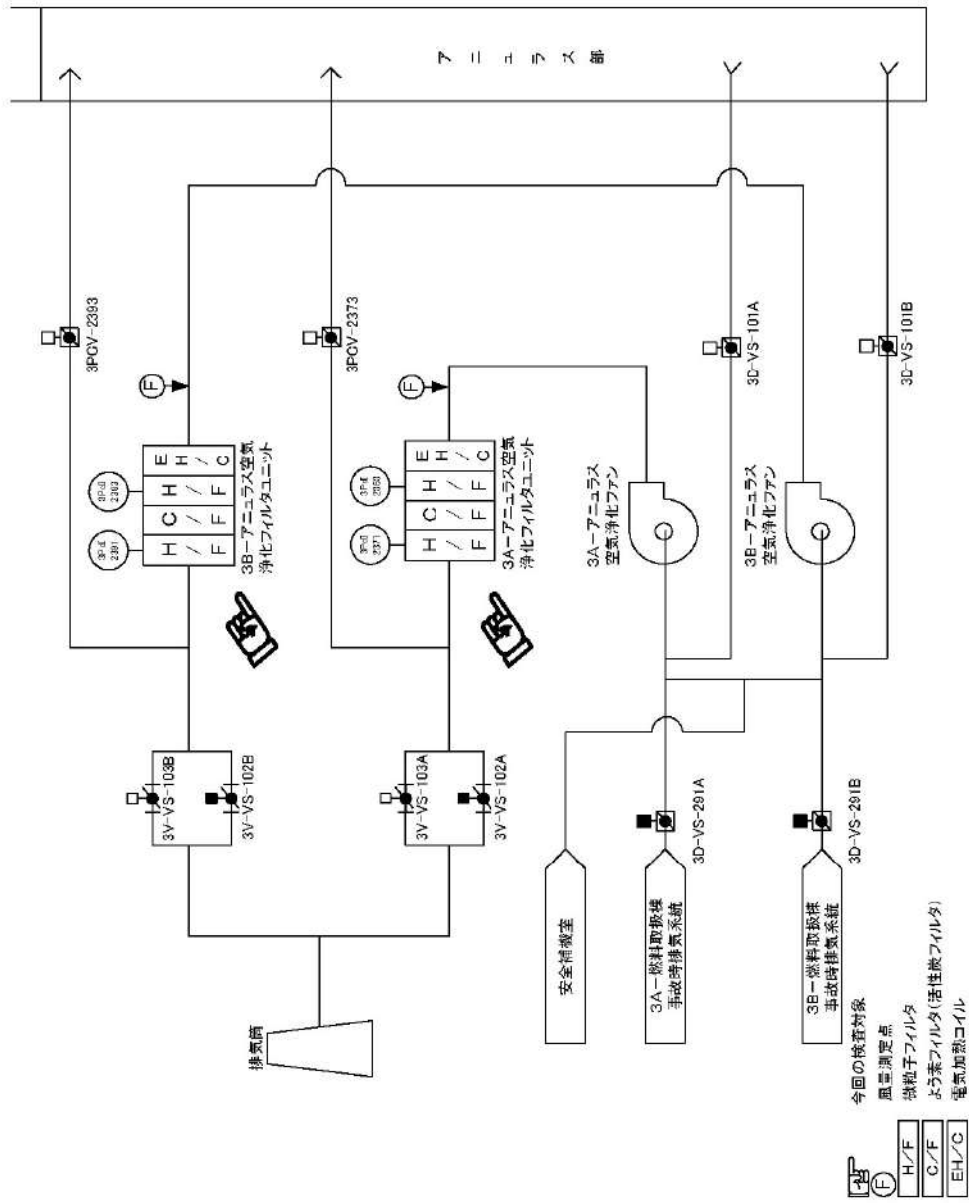 アニュラス部
3PCV-2393
F
3B-アニュラス空気
浄化フィルタユニット
H/F
C/F
H/F
EH/C
3V-VS-103B
3V-VS-102B
3PCV-2373
F
3A-アニュラス空気
浄化フィルタユニット
H/F
C/F
H/F
EH/C
3V-VS-103A
3V-VS-102A
排気筒
3D-VS-101A
3A-アニュラス
空気浄化ファン
3D-VS-101B
3B-アニュラス
空気浄化ファン
安全補機室
3D-VS-291A
3A-燃料取扱棟
事故時排気系統
3D-VS-291B
3B-燃料取扱棟
事故時排気系統
今回の検査対象
F 風量測定点
H/F 微粒子フィルタ
C/F よう素フィルタ(活性炭フィルタ)
EH/C 電気加熱コイル